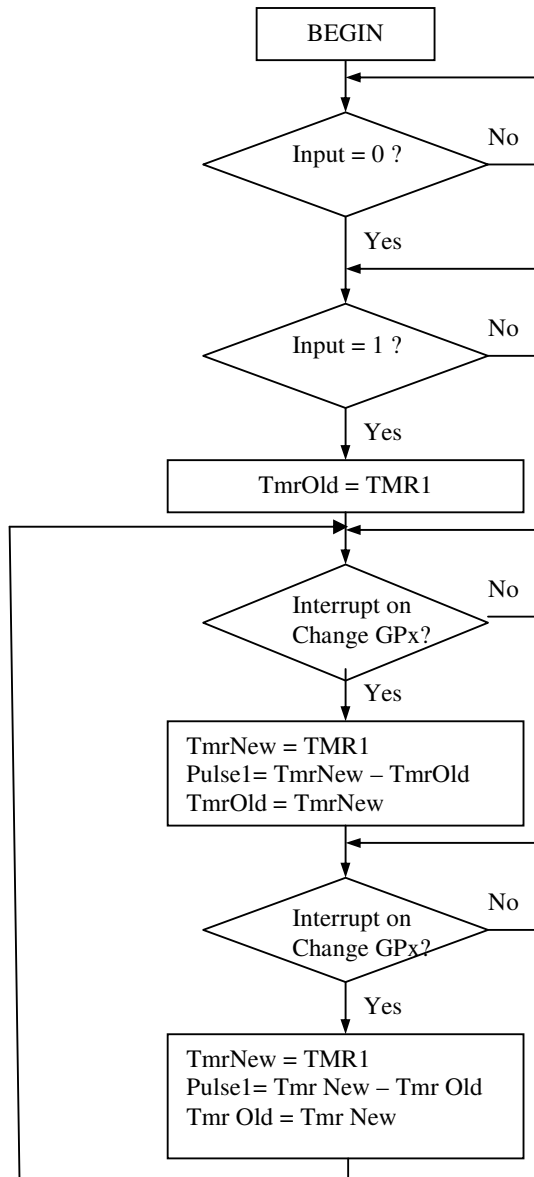 BEGIN
Input = 0 ?
No
Yes
Input = 1 ?
No
Yes
TmrOld = TMR1
Interrupt on
Change GPx?
No
Yes
TmrNew = TMR1
Pulse1= TmrNew – TmrOld
TmrOld = TmrNew
Interrupt on
Change GPx?
No
Yes
TmrNew = TMR1
Pulse1= Tmr New – Tmr Old
Tmr Old = Tmr New